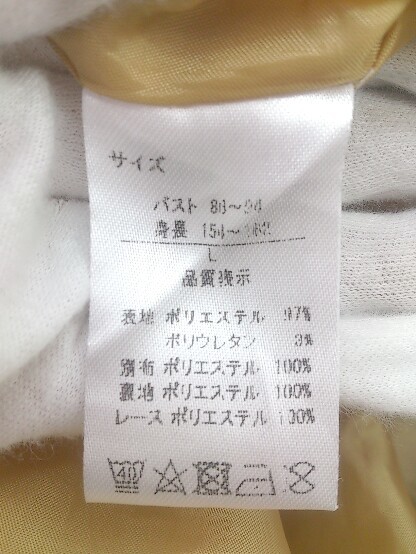 サイズ
バスト 86～94
身長 154～162
L
品質表示
表地 ポリエステル 97%
ポリウレタン 3%
別布 ポリエステル 100%
裏地 ポリエステル 100%
レース ポリエステル 100%
40